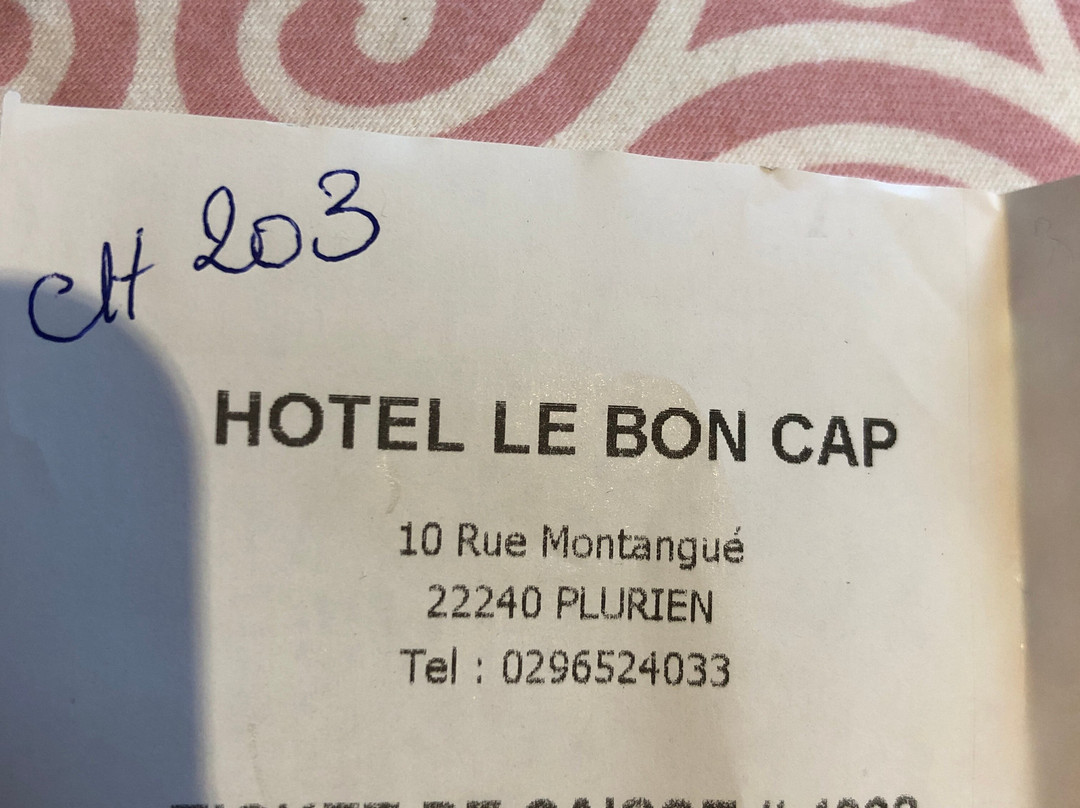 CH 203
HOTEL LE BON CAP
10 Rue Montangué
22240 PLURIEN
Tel : 0296524033